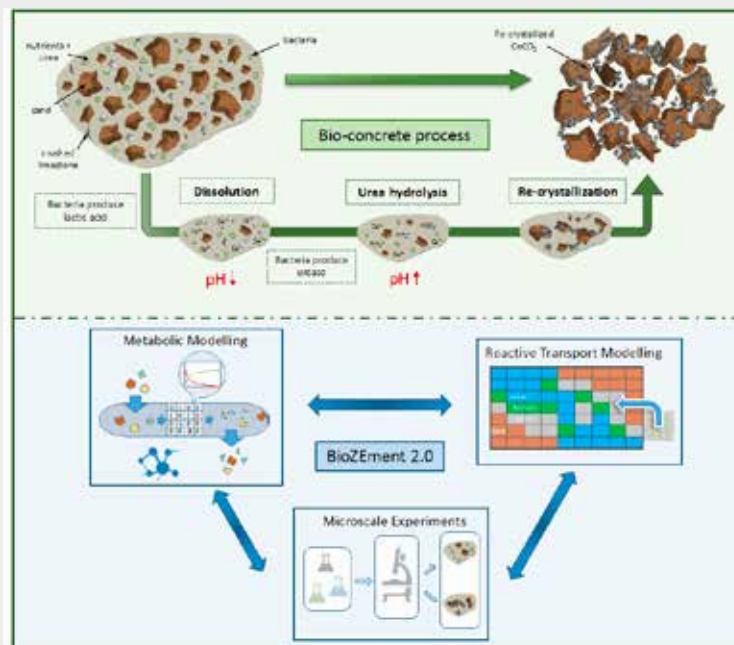 bacteria
urea
sand
crushed
limestone
Re-crystallized
CaCO₃
Bio-concrete process
Bacteria produce
lactic acid
Dissolution
Urea hydrolysis
Re-crystallization
Bacteria produce
urease
pH↓
pH↑
Metabolic Modelling
Reactive Transport Modelling
BioZEment 2.0
Microscale Experiments